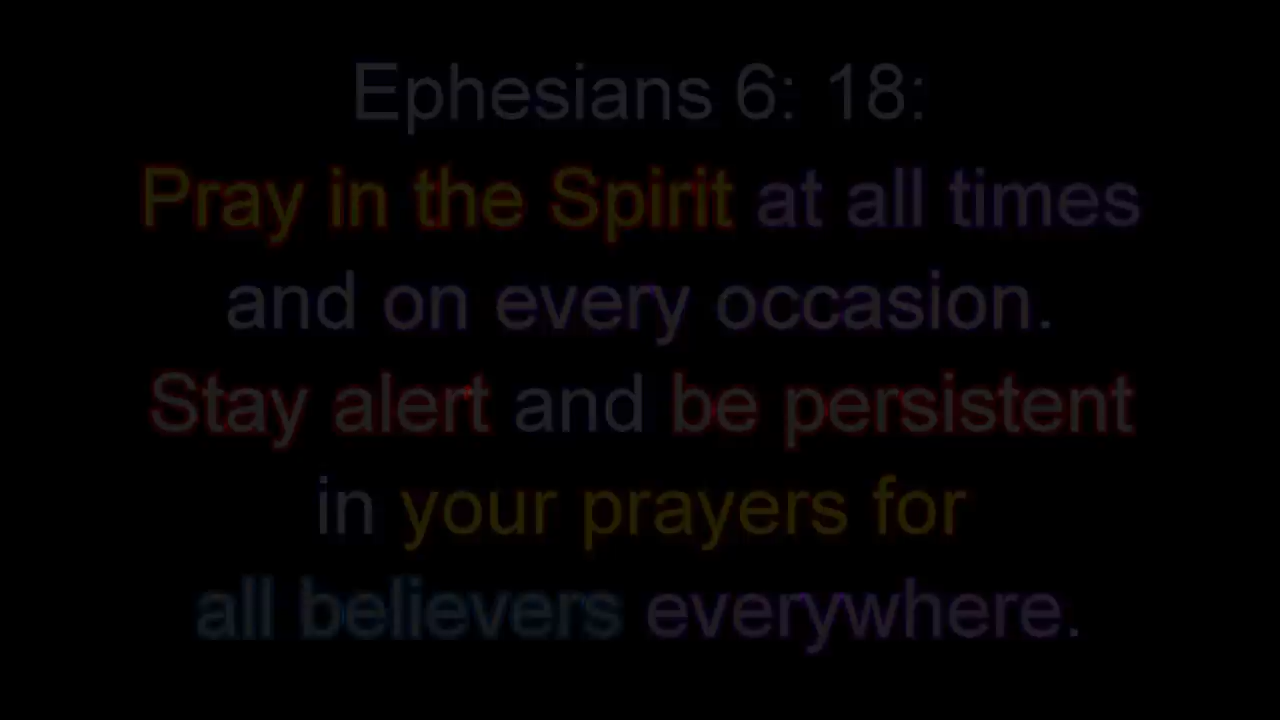 Ephesians 6: 18:
Pray in the Spirit at all times
and on every occasion.
Stay alert and be persistent
in your prayers for
all believers everywhere.